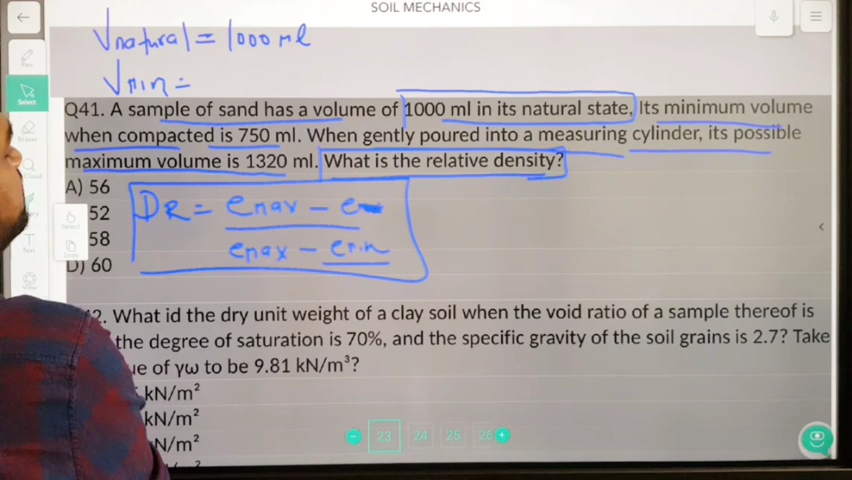 SOIL MECHANICS
Vnatural = 1000 ml
Vmin =
Pen
Select
Eraser
Q41. A sample of sand has a volume of 1000 ml in its natural state. Its minimum volume
when compacted is 750 ml. When gently poured into a measuring cylinder, its possible
maximum volume is 1320 ml. What is the relative density?
A) 56
52
58
D) 60
Select
Copy
DR = emax - e
emax - emin
What id the dry unit weight of a clay soil when the void ratio of a sample thereof is
the degree of saturation is 70%, and the specific gravity of the soil grains is 2.7? Take
of γω to be 9.81 kN/m³?
kN/m²
kN/m²
N/m²
23 24 25 26